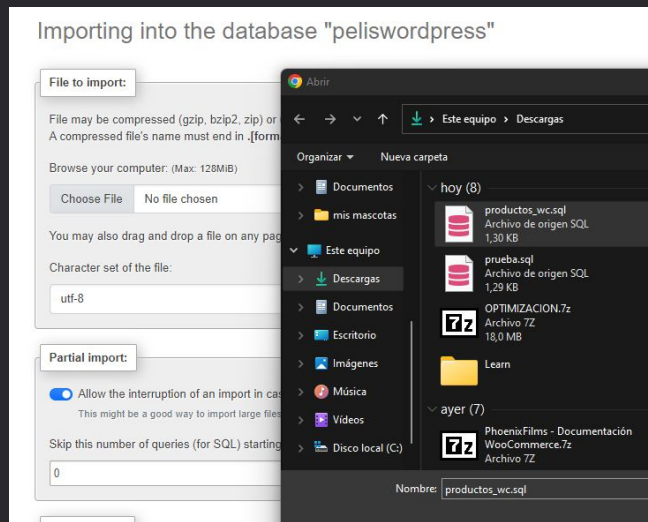 Importing into the database "peliswordpress"
File to import:
File may be compressed (gzip, bzip2, zip) or
A compressed file's name must end in .[form
Browse your computer: (Max: 128MiB)
Choose File No file chosen
You may also drag and drop a file on any pag
Character set of the file:
utf-8
Partial import:
Allow the interruption of an import in cas
This might be a good way to import large files
Skip this number of queries (for SQL) starting
0
Abrir
Este equipo > Descargas
Organizar Nueva carpeta
Documentos
mis mascotas
Este equipo
Descargas
Documentos
Escritorio
Imágenes
Música
Vídeos
Disco local (C:)
hoy (8)
productos_wc.sql
Archivo de origen SQL
1,30 KB
prueba.sql
Archivo de origen SQL
1,29 KB
OPTIMIZACION.7z
Archivo 7Z
18,0 MB
Learn
ayer (7)
PhoenixFilms - Documentación
WooCommerce.7z
Archivo 7Z
Nombre: productos_wc.sql